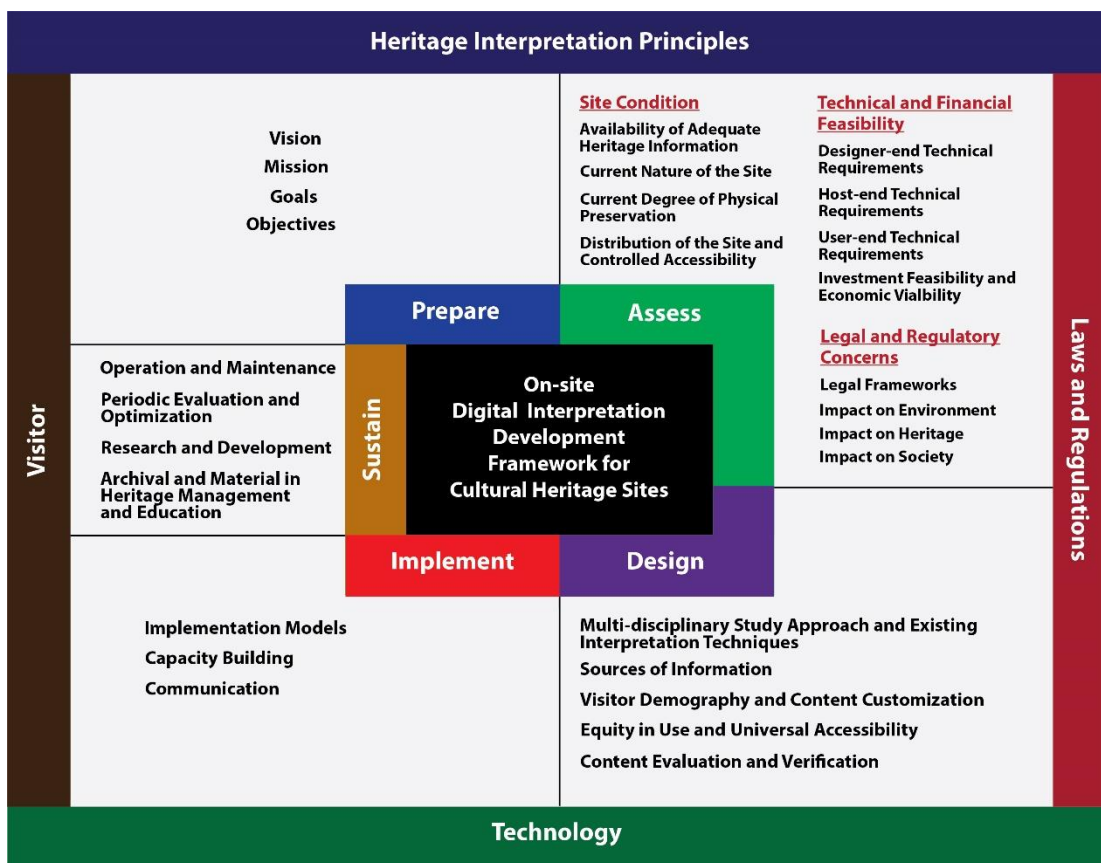 Heritage Interpretation Principles
Vision
Mission
Goals
Objectives
Site Condition
Availability of Adequate
Heritage Information
Current Nature of the Site
Current Degree of Physical
Preservation
Distribution of the Site and
Controlled Accessibility
Technical and Financial
Feasibility
Designer-end Technical
Requirements
Host-end Technical
Requirements
User-end Technical
Requirements
Investment Feasibility and
Economic Vialbility
Legal and Regulatory
Concerns
Legal Frameworks
Impact on Environment
Impact on Heritage
Impact on Society
Prepare
Assess
Visitor
Operation and Maintenance
Periodic Evaluation and
Optimization
Research and Development
Archival and Material in
Heritage Management
and Education
Sustain
On-site
Digital Interpretation
Development
Framework for
Cultural Heritage Sites
Laws and Regulations
Implement
Design
Implementation Models
Capacity Building
Communication
Multi-disciplinary Study Approach and Existing
Interpretation Techniques
Sources of Information
Visitor Demography and Content Customization
Equity in Use and Universal Accessibility
Content Evaluation and Verification
Technology